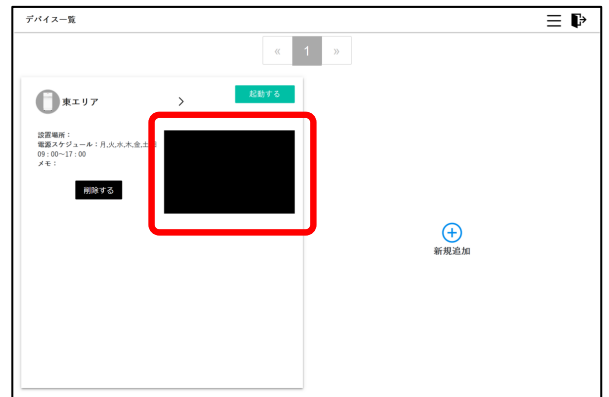 デバイス一覧
« 1 »
東エリア
起動する
設置場所：
電源スケジュール：月,火,水,木,金,土
09：00〜17：00
メモ：
削除する
新規追加